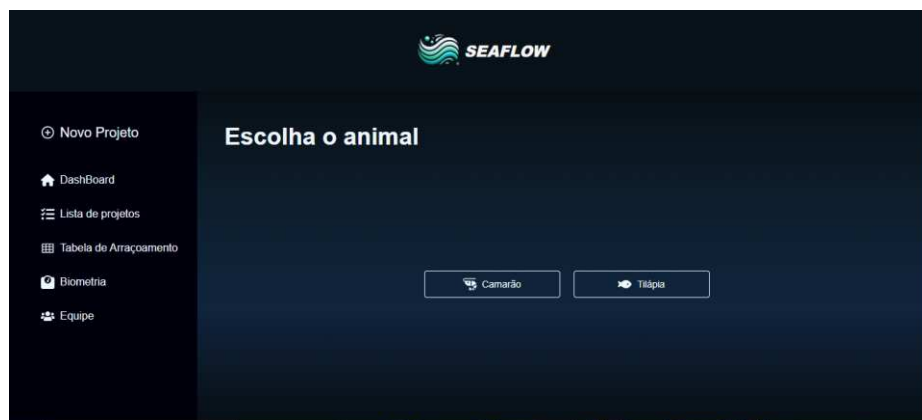 SEAFLOW
Novo Projeto
DashBoard
Lista de projetos
Tabela de Arraçoamento
Biometria
Equipe
Escolha o animal
Camarão
Tilápia